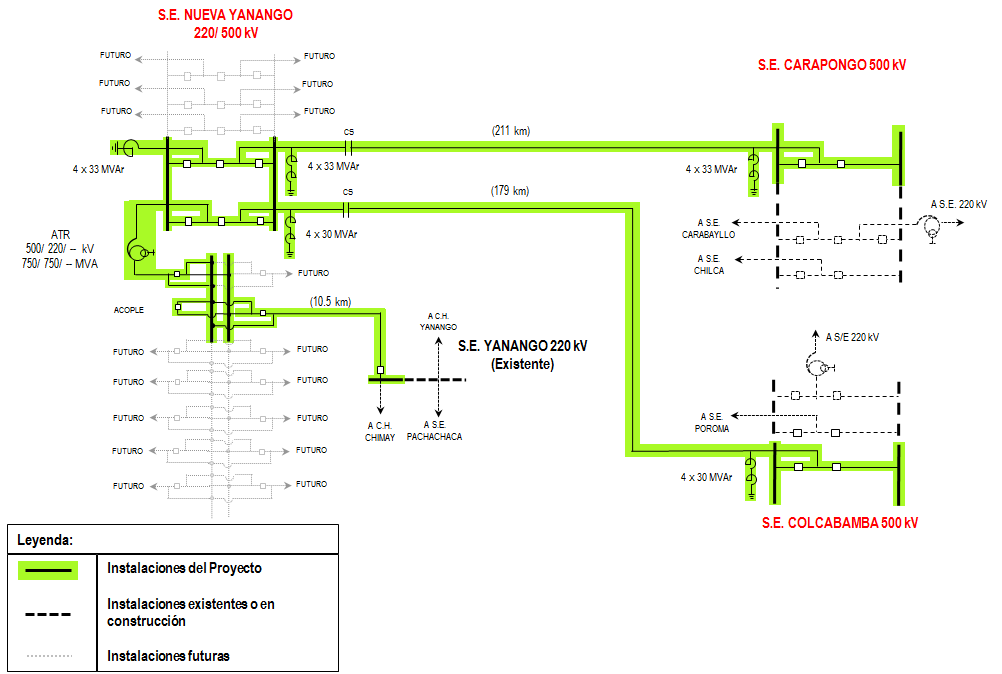 S.E. NUEVA YANANGO
220/ 500 kV
FUTURO
FUTURO
FUTURO
FUTURO
FUTURO
FUTURO
S.E. CARAPONGO 500 kV
CS
(211 km)
4 x 33 MVAr
4 x 33 MVAr
4 x 33 MVAr
CS
(179 km)
4 x 30 MVAr
A S.E. 220 kV
A S.E.
CARABAYLLO
A S.E.
CHILCA
ATR
500/ 220/ – kV
750/ 750/ – MVA
FUTURO
ACOPLE
(10.5 km)
A C.H.
YANANGO
S.E. YANANGO 220 kV
(Existente)
A C.H.
CHIMAY
A S.E.
PACHACHACA
A S/E 220 kV
A S.E.
POROMA
4 x 30 MVAr
S.E. COLCABAMBA 500 kV
FUTURO
FUTURO
FUTURO
FUTURO
FUTURO
FUTURO
FUTURO
FUTURO
FUTURO
FUTURO
Leyenda:
Instalaciones del Proyecto
Instalaciones existentes o en
construcción
Instalaciones futuras